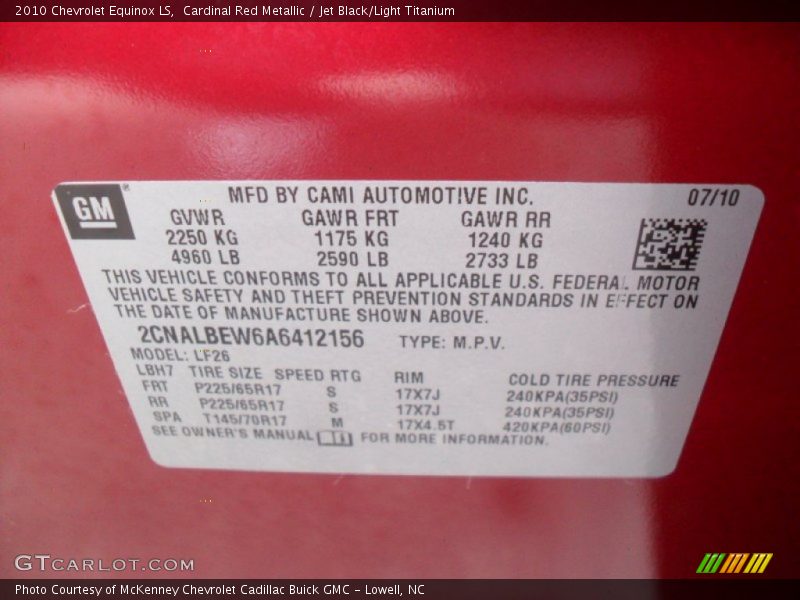 2010 Chevrolet Equinox LS,  Cardinal Red Metallic / Jet Black/Light Titanium
GM
MFD BY CAMI AUTOMOTIVE INC. 07/10
GVWR GAWR FRT GAWR RR
2250 KG 1175 KG 1240 KG
4960 LB 2590 LB 2733 LB
THIS VEHICLE CONFORMS TO ALL APPLICABLE U.S. FEDERAL MOTOR
VEHICLE SAFETY AND THEFT PREVENTION STANDARDS IN EFFECT ON
THE DATE OF MANUFACTURE SHOWN ABOVE.
2CNALBEW6A6412156 TYPE: M.P.V.
MODEL: LF26
LBH7 TIRE SIZE SPEED RTG RIM COLD TIRE PRESSURE
FRT P225/65R17 S 17X7J 240KPA(35PSI)
RR P225/65R17 S 17X7J 240KPA(35PSI)
SPA T145/70R17 M 17X4.5T 420KPA(60PSI)
SEE OWNER'S MANUAL FOR MORE INFORMATION.
GTCARLOT.COM
Photo Courtesy of McKenney Chevrolet Cadillac Buick GMC - Lowell, NC